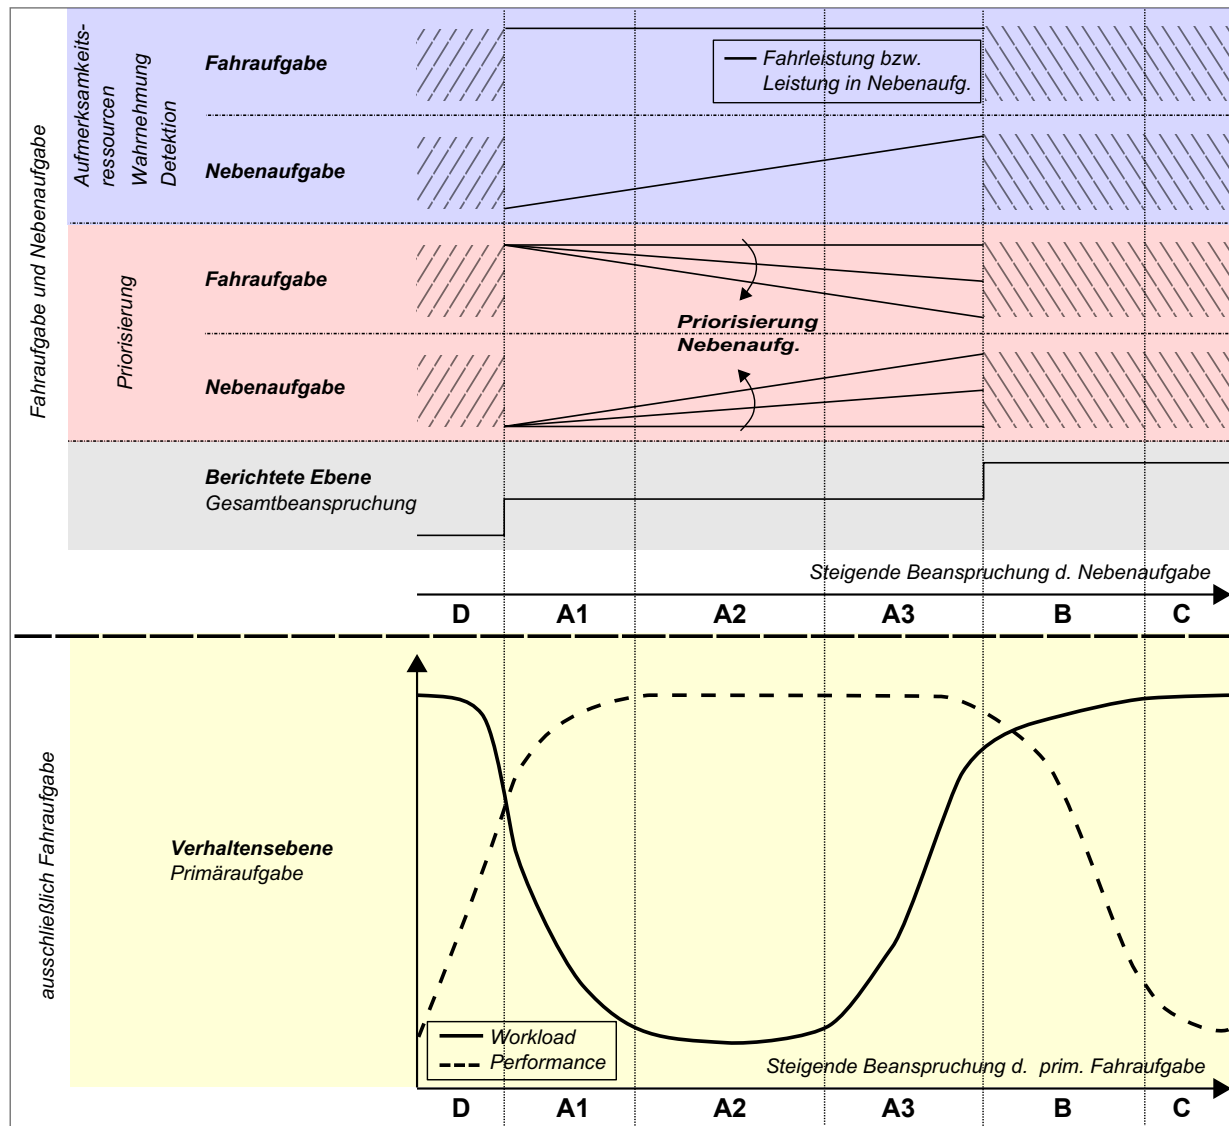 Fahraufgabe und Nebenaufgabe
Aufmerksamkeits-
ressourcen
Wahrnehmung
Detektion
Fahraufgabe
Fahrleistung bzw.
Leistung in Nebenaufg.
Nebenaufgabe
Priorisierung
Fahraufgabe
Priorisierung
Nebenaufg.
Nebenaufgabe
Berichtete Ebene
Gesamtbeanspruchung
Steigende Beanspruchung d. Nebenaufgabe
D A1 A2 A3 B C
ausschließlich Fahraufgabe
Verhaltensebene
Primäraufgabe
Workload
Performance
Steigende Beanspruchung d. prim. Fahraufgabe
D A1 A2 A3 B C